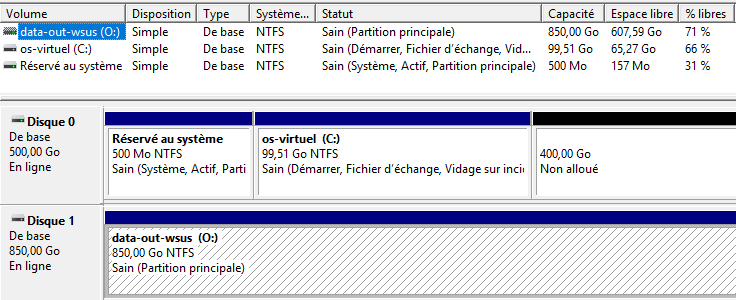 Volume Disposition Type Système... Statut Capacité Espace libre % libres
data-out-wsus (O:) Simple De base NTFS Sain (Partition principale) 850,00 Go 607,59 Go 71 %
os-virtuel (C:) Simple De base NTFS Sain (Démarrer, Fichier d'échange, Vid... 99,51 Go 65,27 Go 66 %
Réservé au système Simple De base NTFS Sain (Système, Actif, Partition principale) 500 Mo 157 Mo 31 %
Disque 0
De base
500,00 Go
En ligne
Réservé au système
500 Mo NTFS
Sain (Système, Actif, Parti
os-virtuel (C:)
99,51 Go NTFS
Sain (Démarrer, Fichier d'échange, Vidage sur inci
400,00 Go
Non alloué
Disque 1
De base
850,00 Go
En ligne
data-out-wsus (O:)
850,00 Go NTFS
Sain (Partition principale)